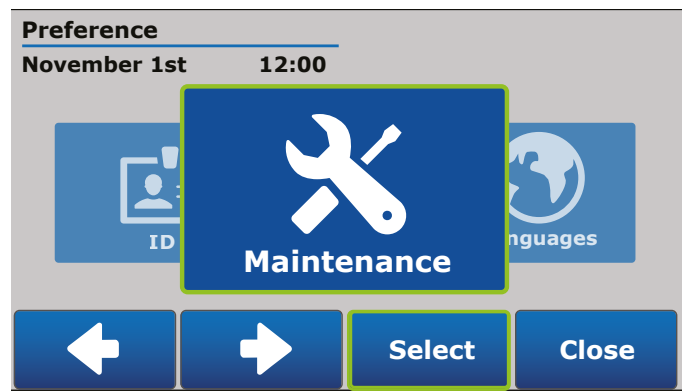 Preference
November 1st 12:00
ID
nguages
Maintenance
Select Close